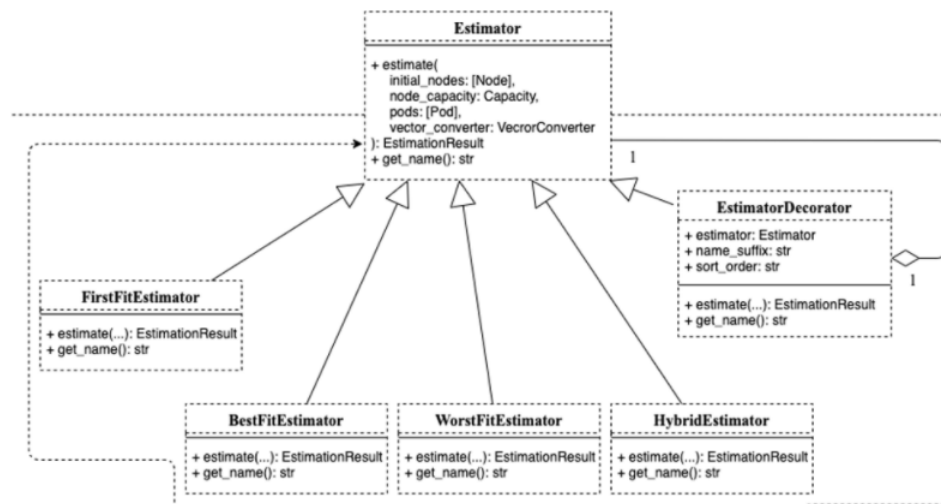 Estimator
+ estimate(
initial_nodes: [Node],
node_capacity: Capacity,
pods: [Pod],
vector_converter: VecrorConverter
): EstimationResult
+ get_name(): str
1
EstimatorDecorator
+ estimator: Estimator
+ name_suffix: str
+ sort_order: str
1
+ estimate(...): EstimationResult
+ get_name(): str
FirstFitEstimator
+ estimate(...): EstimationResult
+ get_name(): str
BestFitEstimator
+ estimate(...): EstimationResult
+ get_name(): str
WorstFitEstimator
+ estimate(...): EstimationResult
+ get_name(): str
HybridEstimator
+ estimate(...): EstimationResult
+ get_name(): str